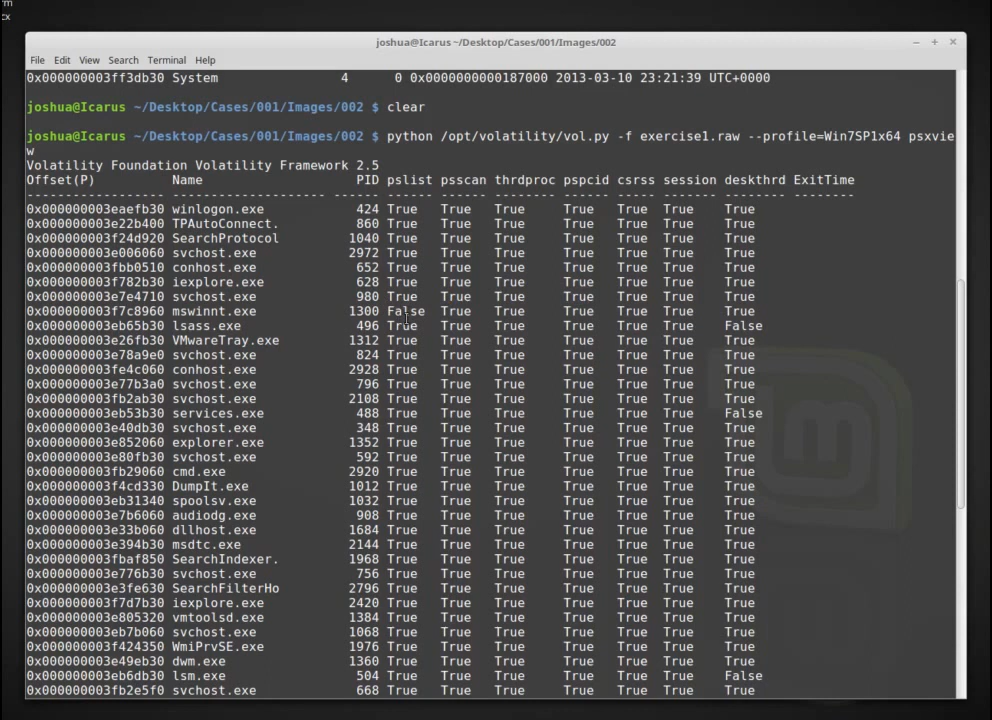 rm
cx
joshua@Icarus ~/Desktop/Cases/001/Images/002
File Edit View Search Terminal Help
0x000000003ff3db30 System 4 0 0x0000000000187000 2013-03-10 23:21:39 UTC+0000
joshua@Icarus ~/Desktop/Cases/001/Images/002 $ clear
joshua@Icarus ~/Desktop/Cases/001/Images/002 $ python /opt/volatility/vol.py -f exercise1.raw --profile=Win7SP1x64 psxvie
w
Volatility Foundation Volatility Framework 2.5
Offset(P) Name PID pslist psscan thrdproc pspcid csrss session deskthrd ExitTime
------------------ -------------------- ------ ------ ------ -------- ------ ----- ------- -------- --------
0x000000003eaefb30 winlogon.exe 424 True True True True True True True
0x000000003e22b400 TPAutoConnect. 860 True True True True True True True
0x000000003f24d920 SearchProtocol 1040 True True True True True True True
0x000000003e006060 svchost.exe 2972 True True True True True True True
0x000000003fbb0510 conhost.exe 652 True True True True True True True
0x000000003f782b30 iexplore.exe 628 True True True True True True True
0x000000003e7e4710 svchost.exe 980 True True True True True True True
0x000000003f7c8960 mswinnt.exe 1300 False True True True True True True
0x000000003eb65b30 lsass.exe 496 True True True True True True False
0x000000003e26fb30 VMwareTray.exe 1312 True True True True True True True
0x000000003e78a9e0 svchost.exe 824 True True True True True True True
0x000000003fe4c060 conhost.exe 2928 True True True True True True True
0x000000003e77b3a0 svchost.exe 796 True True True True True True True
0x000000003fb2ab30 svchost.exe 2108 True True True True True True True
0x000000003eb53b30 services.exe 488 True True True True True True False
0x000000003e40db30 svchost.exe 348 True True True True True True True
0x000000003e852060 explorer.exe 1352 True True True True True True True
0x000000003e80fb30 svchost.exe 592 True True True True True True True
0x000000003fb29060 cmd.exe 2920 True True True True True True True
0x000000003f4cd330 DumpIt.exe 1012 True True True True True True True
0x000000003eb31340 spoolsv.exe 1032 True True True True True True True
0x000000003e7b6060 audiodg.exe 908 True True True True True True True
0x000000003e33b060 dllhost.exe 1684 True True True True True True True
0x000000003e394b30 msdtc.exe 2144 True True True True True True True
0x000000003fbaf850 SearchIndexer. 1968 True True True True True True True
0x000000003e776b30 svchost.exe 756 True True True True True True True
0x000000003e3fe630 SearchFilterHo 2796 True True True True True True True
0x000000003f7d7b30 iexplore.exe 2420 True True True True True True True
0x000000003e805320 vmtoolsd.exe 1384 True True True True True True True
0x000000003eb7b060 svchost.exe 1068 True True True True True True True
0x000000003f424350 WmiPrvSE.exe 1976 True True True True True True True
0x000000003e49eb30 dwm.exe 1360 True True True True True True True
0x000000003eb6db30 lsm.exe 504 True True True True True True False
0x000000003fb2e5f0 svchost.exe 668 True True True True True True True